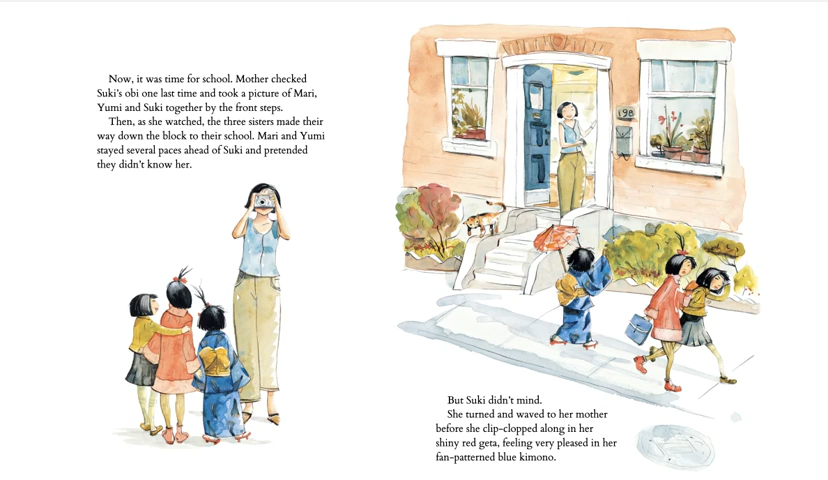 Now, it was time for school. Mother checked
Suki’s obi one last time and took a picture of Mari,
Yumi and Suki together by the front steps.
Then, as she watched, the three sisters made their
way down the block to their school. Mari and Yumi
stayed several paces ahead of Suki and pretended
they didn’t know her.
198
But Suki didn’t mind.
She turned and waved to her mother
before she clip-clopped along in her
shiny red geta, feeling very pleased in her
fan-patterned blue kimono.